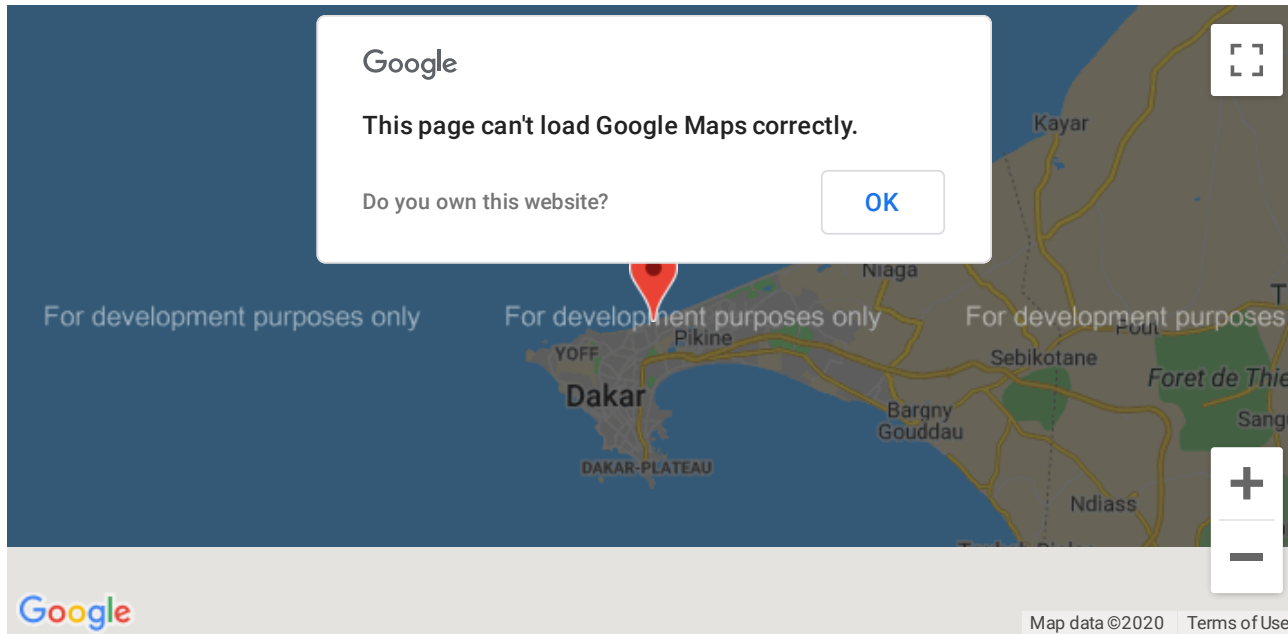 Google
This page can't load Google Maps correctly.
Do you own this website?
OK
Kayar
Niaga
For development purposes only
For development purposes only
For development purposes
Pout
Pikine
YOFF
Sebikotane
Dakar
Foret de Thie
Bargny
Gouddau
Sangu
DAKAR-PLATEAU
Ndiass
Google
Map data ©2020
Terms of Use